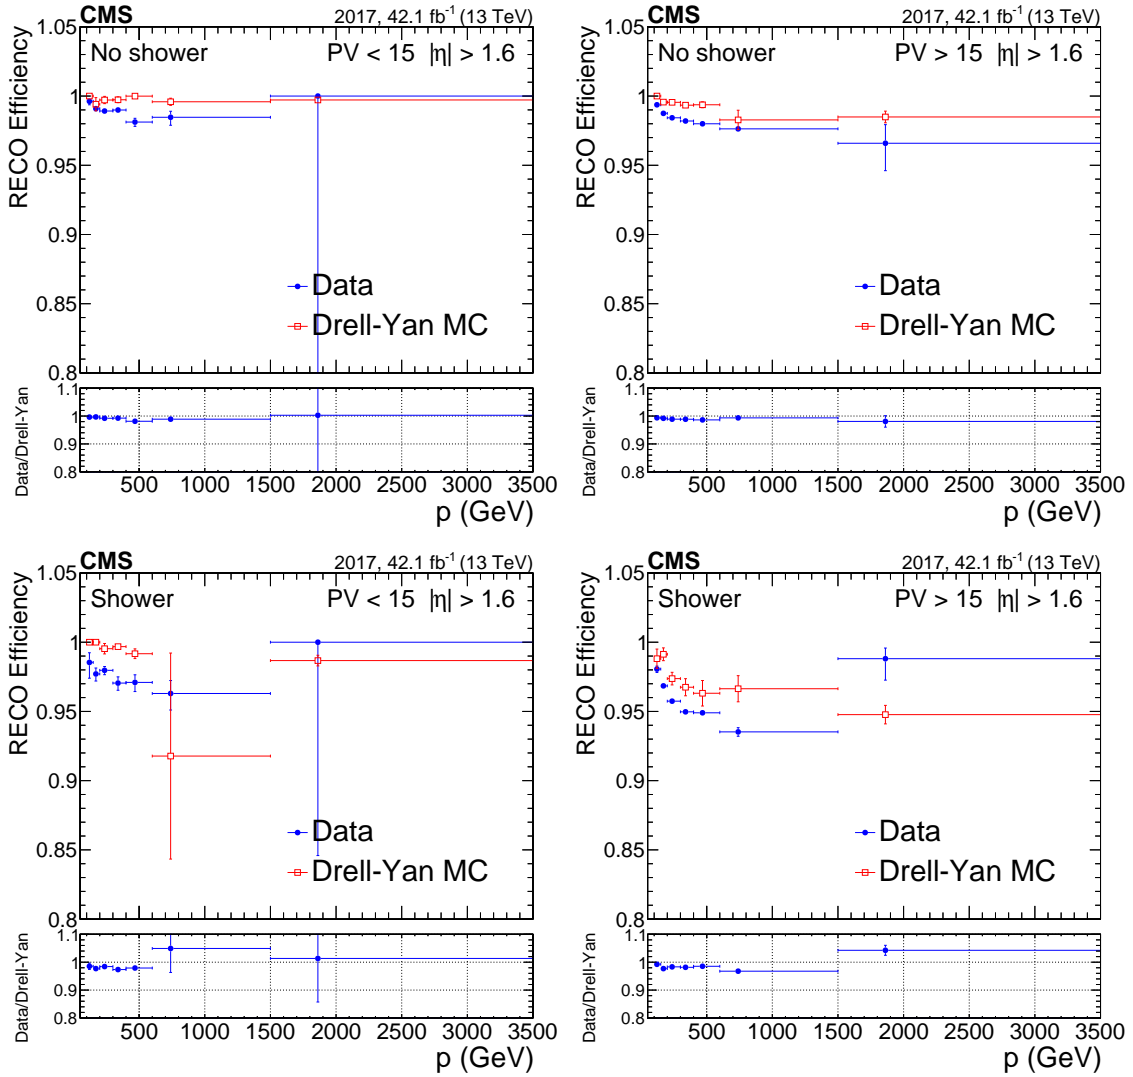 CMS 2017, 42.1 fb⁻¹ (13 TeV)
No shower PV < 15 |η| > 1.6
RECO Efficiency
1.05
1
0.95
0.9
0.85
0.8
Data
Drell-Yan MC
Data/Drell-Yan
1.1
1
0.9
0.8
500 1000 1500 2000 2500 3000 3500
p (GeV)
CMS 2017, 42.1 fb⁻¹ (13 TeV)
No shower PV > 15 |η| > 1.6
RECO Efficiency
1.05
1
0.95
0.9
0.85
0.8
Data
Drell-Yan MC
Data/Drell-Yan
1.1
1
0.9
0.8
500 1000 1500 2000 2500 3000 3500
p (GeV)
CMS 2017, 42.1 fb⁻¹ (13 TeV)
Shower PV < 15 |η| > 1.6
RECO Efficiency
1.05
1
0.95
0.9
0.85
0.8
Data
Drell-Yan MC
Data/Drell-Yan
1.1
1
0.9
0.8
500 1000 1500 2000 2500 3000 3500
p (GeV)
CMS 2017, 42.1 fb⁻¹ (13 TeV)
Shower PV > 15 |η| > 1.6
RECO Efficiency
1.05
1
0.95
0.9
0.85
0.8
Data
Drell-Yan MC
Data/Drell-Yan
1.1
1
0.9
0.8
500 1000 1500 2000 2500 3000 3500
p (GeV)